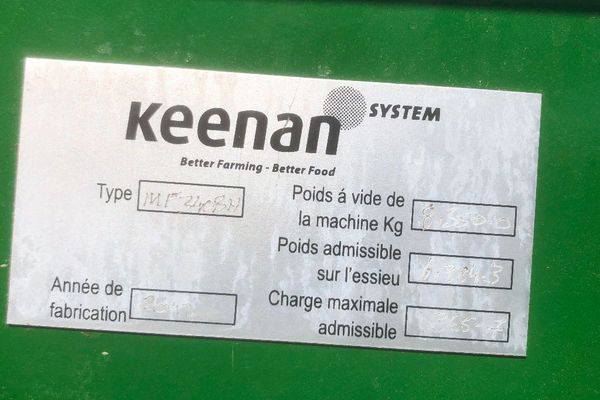 Keenan SYSTEM
Better Farming - Better Food
Type
Poids á vide de
la machine Kg
Poids admissible
sur l'essieu
Année de
fabrication
Charge maximale
admissible